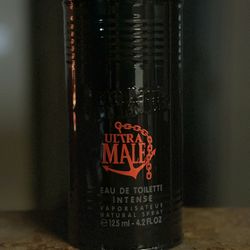 ULTRA
MALE
EAU DE TOILETTE
INTENSE
VAPORISATEUR
NATURAL SPRAY
125 ml - 4.2 FL.OZ